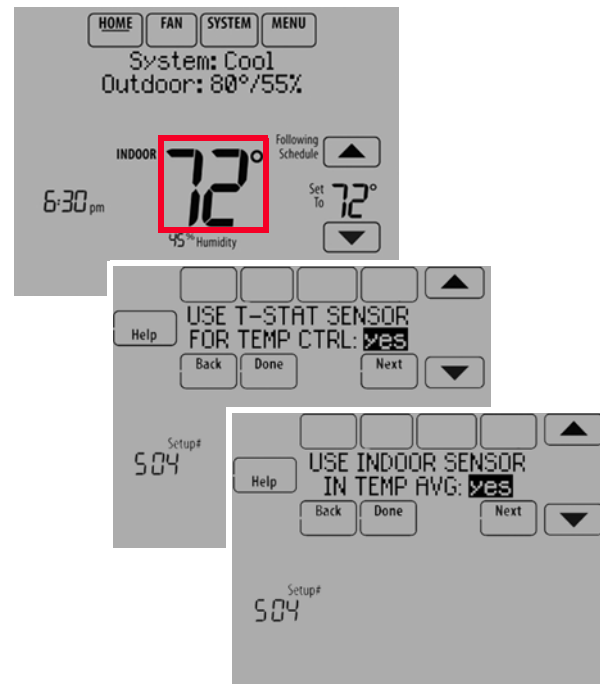 HOME FAN SYSTEM MENU
System: Cool
Outdoor: 80°/55%
INDOOR 72° Following
Schedule
6:30 pm Set
To 72°
45% Humidity
USE T-STAT SENSOR
Help FOR TEMP CTRL: yes
Back Done Next
Setup#
504
USE INDOOR SENSOR
Help IN TEMP AVG: yes
Back Done Next
Setup#
504